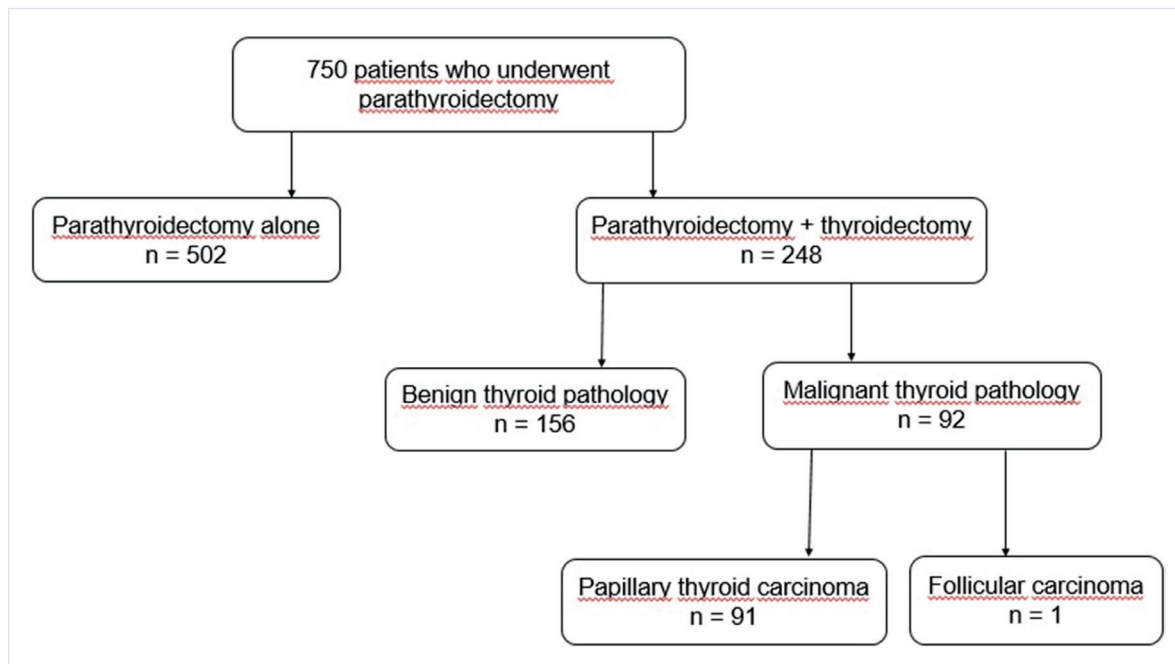 750 patients who underwent
parathyroidectomy
Parathyroidectomy alone
n = 502
Parathyroidectomy + thyroidectomy
n = 248
Benign thyroid pathology
n = 156
Malignant thyroid pathology
n = 92
Papillary thyroid carcinoma
n = 91
Follicular carcinoma
n = 1